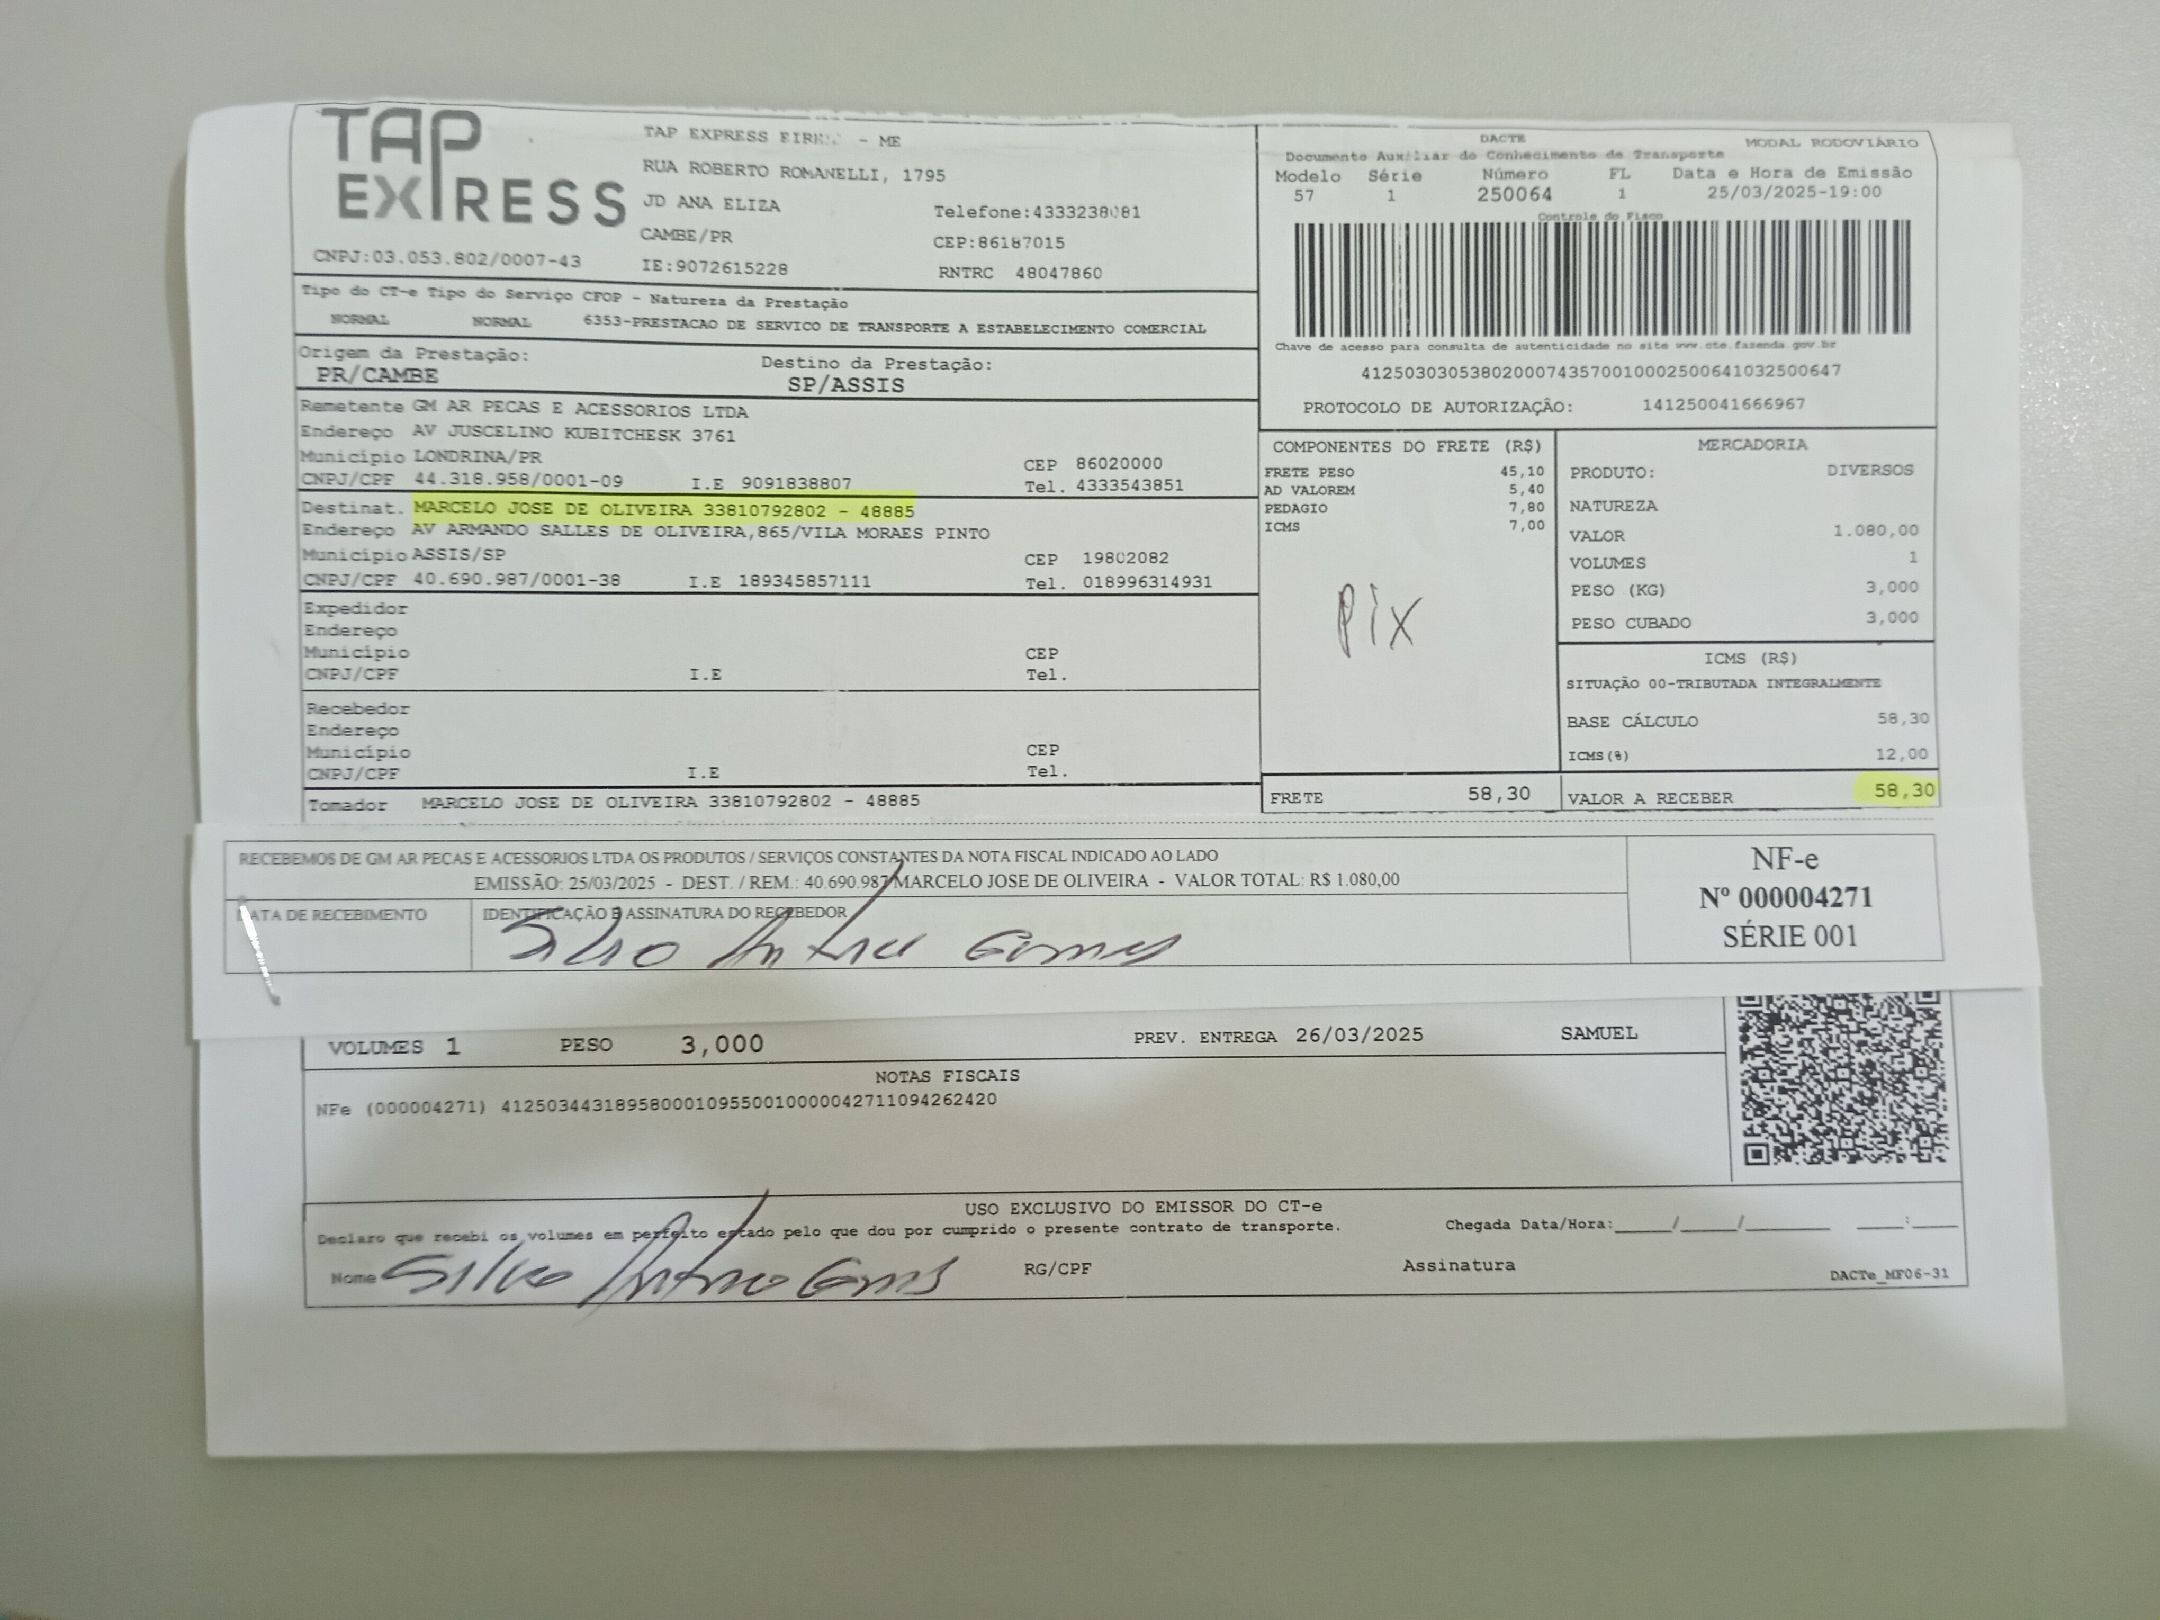 TAP EXPRESS
TAP EXPRESS - ME
RUA ROBERTO ROMANELLI, 1795
JD ANA ELIZA
Telefone:4333238081
CAMBE/PR
CEP:86187015
CNPJ:03.053.802/0007-43
IE:9072615228
RNTRC 48047860
Tipo do CT-e Tipo do Serviço CFOP - Natureza da Prestação
NORMAL NORMAL 6353-PRESTACAO DE SERVICO DE TRANSPORTE A ESTABELECIMENTO COMERCIAL
Origem da Prestação: Destino da Prestação:
PR/CAMBE SP/ASSIS
Remetente GM AR PECAS E ACESSORIOS LTDA
Endereço AV JUSCELINO KUBITCHESK 3761
Município LONDRINA/PR CEP 86020000
CNPJ/CPF 44.318.958/0001-09 I.E 9091838807 Tel. 4333543851
Destinat. MARCELO JOSE DE OLIVEIRA 33810792802 - 48885
Endereço AV ARMANDO SALLES DE OLIVEIRA,865/VILA MORAES PINTO
Município ASSIS/SP CEP 19802082
CNPJ/CPF 40.690.987/0001-38 I.E 189345857111 Tel. 018996314931
Expedidor
Endereço
Município CEP
CNPJ/CPF I.E Tel.
Recebedor
Endereço
Município CEP
CNPJ/CPF I.E Tel.
Tomador MARCELO JOSE DE OLIVEIRA 33810792802 - 48885
DACTE MODAL RODOVIÁRIO
Documento Auxiliar do Conhecimento de Transporte
Modelo Série Número FL Data e Hora de Emissão
57 1 250064 1 25/03/2025-19:00
Controle do Fisco
Chave de acesso para consulta de autenticidade no site www.cte.fazenda.gov.br
41250303053802000743570010002500641032500647
PROTOCOLO DE AUTORIZAÇÃO: 141250041666967
COMPONENTES DO FRETE (R$)
FRETE PESO 45,10
AD VALOREM 5,40
PEDAGIO 7,80
ICMS 7,00
Pix
FRETE 58,30
MERCADORIA
PRODUTO: DIVERSOS
NATUREZA
VALOR 1.080,00
VOLUMES 1
PESO (KG) 3,000
PESO CUBADO 3,000
ICMS (R$)
SITUAÇÃO 00-TRIBUTADA INTEGRALMENTE
BASE CÁLCULO 58,30
ICMS(%) 12,00
VALOR A RECEBER 58,30
RECEBEMOS DE GM AR PECAS E ACESSORIOS LTDA OS PRODUTOS / SERVIÇOS CONSTANTES DA NOTA FISCAL INDICADO AO LADO
EMISSÃO: 25/03/2025 - DEST. / REM.: 40.690.987 MARCELO JOSE DE OLIVEIRA - VALOR TOTAL: R$ 1.080,00
DATA DE RECEBIMENTO IDENTIFICAÇÃO E ASSINATURA DO RECEBEDOR
Gomes
NF-e
Nº 000004271
SÉRIE 001
VOLUMES 1 PESO 3,000 PREV. ENTREGA 26/03/2025 SAMUEL
NOTAS FISCAIS
NFe (000004271) 41250344318958000109550010000042711094262420
USO EXCLUSIVO DO EMISSOR DO CT-e
Declaro que recebi os volumes em perfeito estado pelo que dou por cumprido o presente contrato de transporte. Chegada Data/Hora:_____/_____/_______ ____:____
Nome Silvio Antonio Gomes RG/CPF Assinatura
DACTe_MF06-31